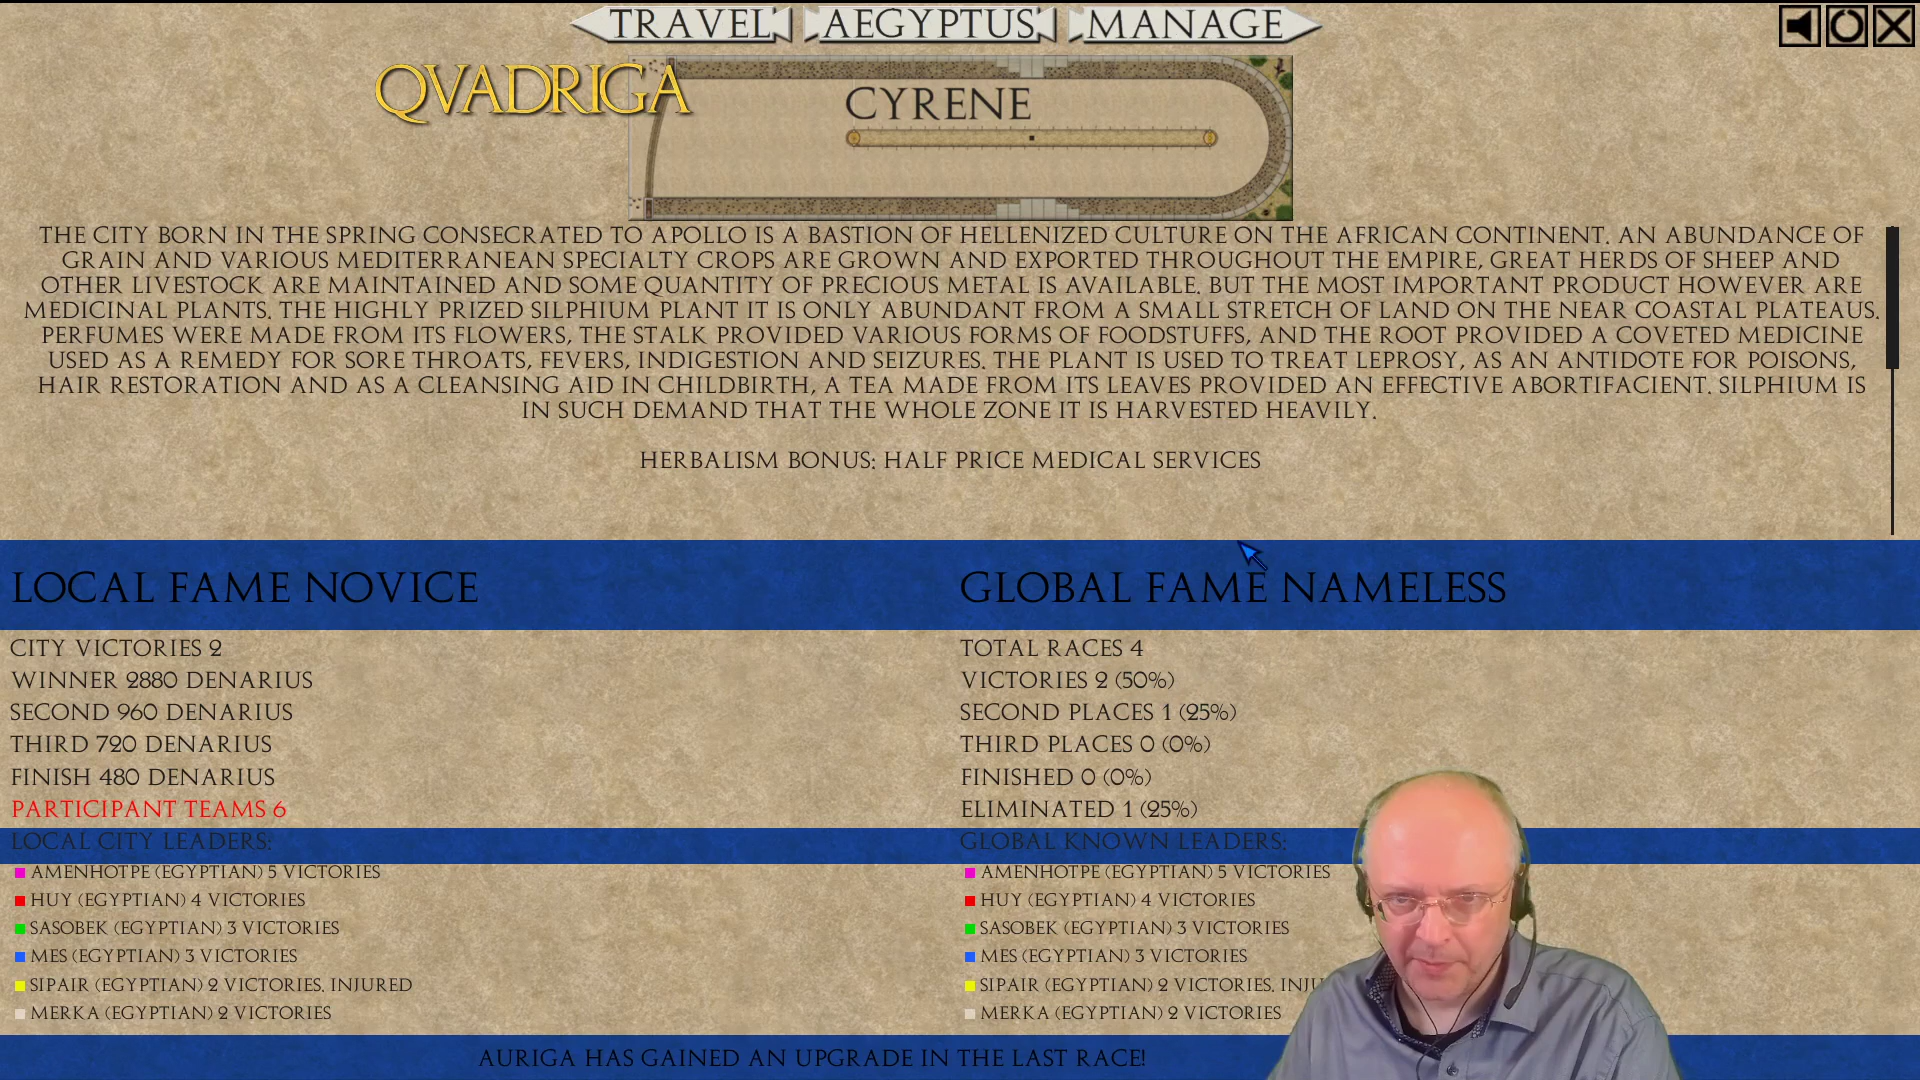 TRAVEL AEGYPTUS MANAGE
QVADRIGA
CYRENE
THE CITY BORN IN THE SPRING CONSECRATED TO APOLLO IS A BASTION OF HELLENIZED CULTURE ON THE AFRICAN CONTINENT. AN ABUNDANCE OF
GRAIN AND VARIOUS MEDITERRANEAN SPECIALTY CROPS ARE GROWN AND EXPORTED THROUGHOUT THE EMPIRE, GREAT HERDS OF SHEEP AND
OTHER LIVESTOCK ARE MAINTAINED AND SOME QUANTITY OF PRECIOUS METAL IS AVAILABLE. BUT THE MOST IMPORTANT PRODUCT HOWEVER ARE
MEDICINAL PLANTS. THE HIGHLY PRIZED SILPHIUM PLANT IT IS ONLY ABUNDANT FROM A SMALL STRETCH OF LAND ON THE NEAR COASTAL PLATEAUS.
PERFUMES WERE MADE FROM ITS FLOWERS, THE STALK PROVIDED VARIOUS FORMS OF FOODSTUFFS, AND THE ROOT PROVIDED A COVETED MEDICINE
USED AS A REMEDY FOR SORE THROATS, FEVERS, INDIGESTION AND SEIZURES. THE PLANT IS USED TO TREAT LEPROSY, AS AN ANTIDOTE FOR POISONS,
HAIR RESTORATION AND AS A CLEANSING AID IN CHILDBIRTH, A TEA MADE FROM ITS LEAVES PROVIDED AN EFFECTIVE ABORTIFACIENT. SILPHIUM IS
IN SUCH DEMAND THAT THE WHOLE ZONE IT IS HARVESTED HEAVILY.
HERBALISM BONUS: HALF PRICE MEDICAL SERVICES
LOCAL FAME NOVICE
CITY VICTORIES 2
WINNER 2880 DENARIUS
SECOND 960 DENARIUS
THIRD 720 DENARIUS
FINISH 480 DENARIUS
PARTICIPANT TEAMS 6
LOCAL CITY LEADERS:
AMENHOTPE (EGYPTIAN) 5 VICTORIES
HUY (EGYPTIAN) 4 VICTORIES
SASOBEK (EGYPTIAN) 3 VICTORIES
MES (EGYPTIAN) 3 VICTORIES
SIPAIR (EGYPTIAN) 2 VICTORIES, INJURED
MERKA (EGYPTIAN) 2 VICTORIES
GLOBAL FAME NAMELESS
TOTAL RACES 4
VICTORIES 2 (50%)
SECOND PLACES 1 (25%)
THIRD PLACES 0 (0%)
FINISHED 0 (0%)
ELIMINATED 1 (25%)
GLOBAL KNOWN LEADERS:
AMENHOTPE (EGYPTIAN) 5 VICTORIES
HUY (EGYPTIAN) 4 VICTORIES
SASOBEK (EGYPTIAN) 3 VICTORIES
MES (EGYPTIAN) 3 VICTORIES
SIPAIR (EGYPTIAN) 2 VICTORIES, INJU
MERKA (EGYPTIAN) 2 VICTORIES
AURIGA HAS GAINED AN UPGRADE IN THE LAST RACE!